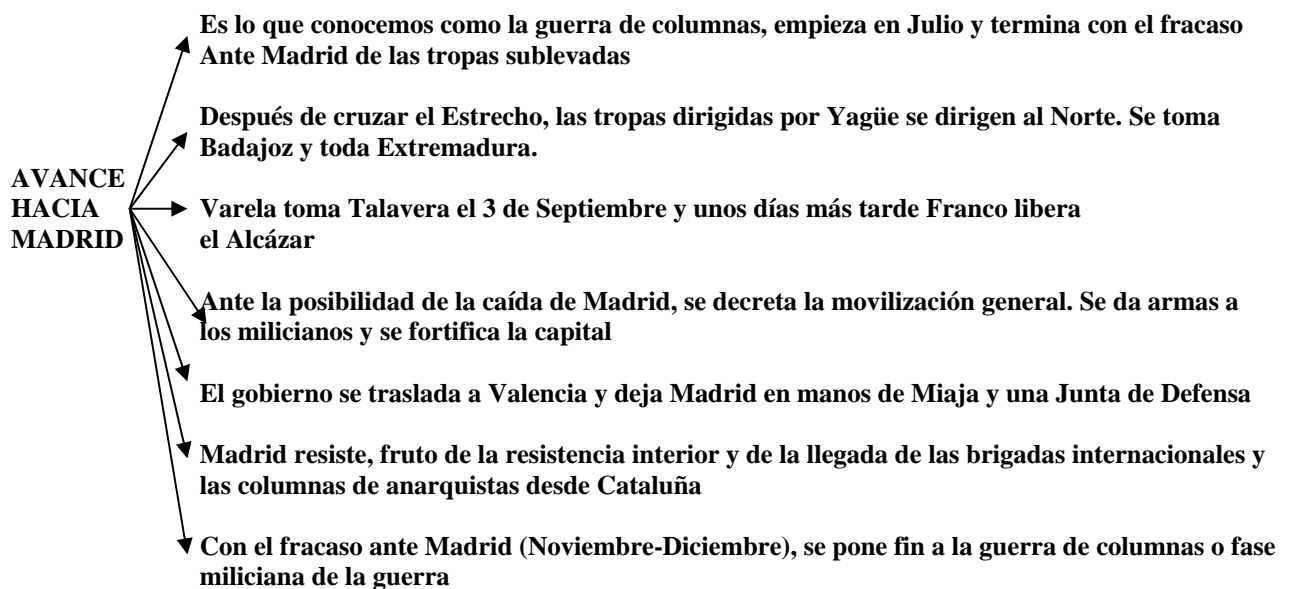 Es lo que conocemos como la guerra de columnas, empieza en Julio y termina con el fracaso
Ante Madrid de las tropas sublevadas
Después de cruzar el Estrecho, las tropas dirigidas por Yagüe se dirigen al Norte. Se toma
Badajoz y toda Extremadura.
AVANCE
HACIA
MADRID
Varela toma Talavera el 3 de Septiembre y unos días más tarde Franco libera
el Alcázar
Ante la posibilidad de la caída de Madrid, se decreta la movilización general. Se da armas a
los milicianos y se fortifica la capital
El gobierno se traslada a Valencia y deja Madrid en manos de Miaja y una Junta de Defensa
Madrid resiste, fruto de la resistencia interior y de la llegada de las brigadas internacionales y
las columnas de anarquistas desde Cataluña
Con el fracaso ante Madrid (Noviembre-Diciembre), se pone fin a la guerra de columnas o fase
miliciana de la guerra